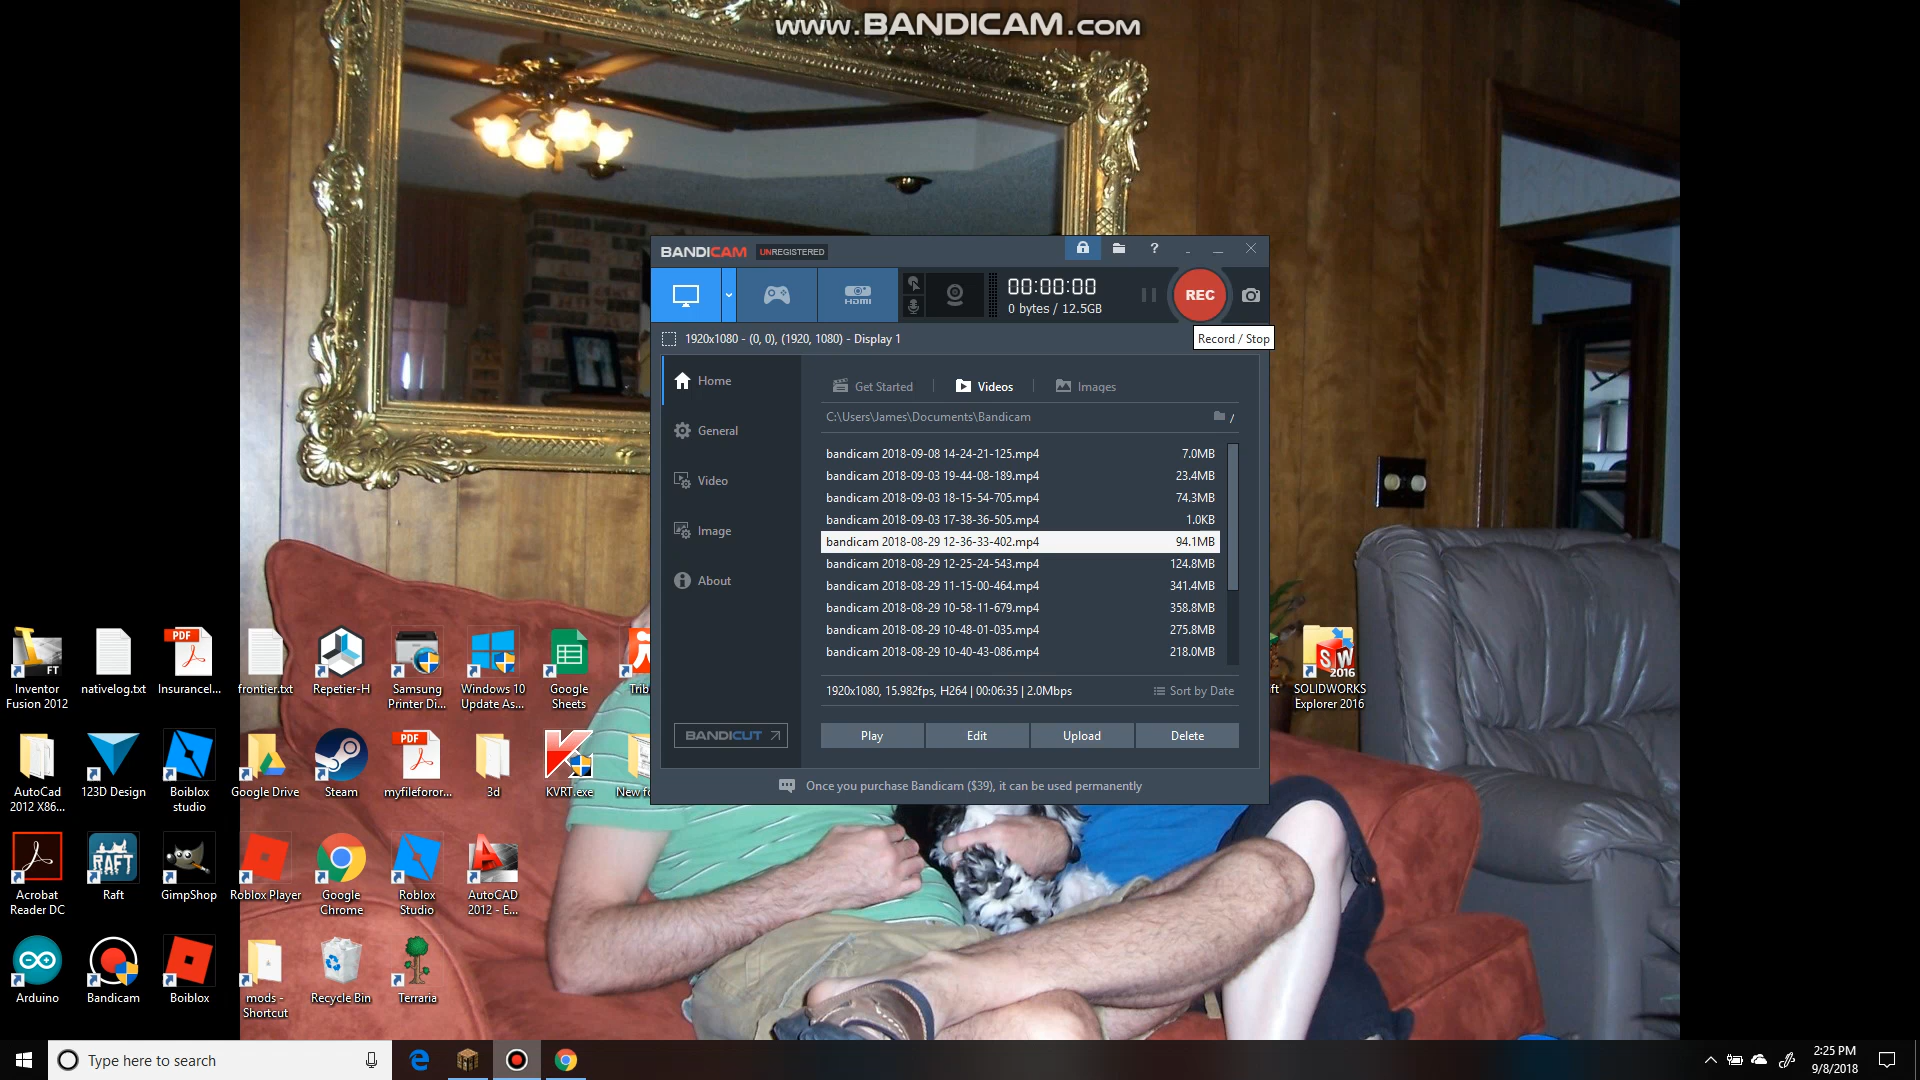 www.BANDICAM.com
BANDICAM UNREGISTERED
?
HDMI
00:00:00
0 bytes / 12.5GB
REC
1920x1080 - (0, 0), (1920, 1080) - Display 1
Record / Stop
Home
General
Video
Image
About
BANDICUT
Get Started
Videos
Images
C:\Users\James\Documents\Bandicam
bandicam 2018-09-08 14-24-21-125.mp4 7.0MB
bandicam 2018-09-03 19-44-08-189.mp4 23.4MB
bandicam 2018-09-03 18-15-54-705.mp4 74.3MB
bandicam 2018-09-03 17-38-36-505.mp4 1.0KB
bandicam 2018-08-29 12-36-33-402.mp4 94.1MB
bandicam 2018-08-29 12-25-24-543.mp4 124.8MB
bandicam 2018-08-29 11-15-00-464.mp4 341.4MB
bandicam 2018-08-29 10-58-11-679.mp4 358.8MB
bandicam 2018-08-29 10-48-01-035.mp4 275.8MB
bandicam 2018-08-29 10-40-43-086.mp4 218.0MB
1920x1080, 15.982fps, H264 | 00:06:35 | 2.0Mbps
Sort by Date
Play
Edit
Upload
Delete
Once you purchase Bandicam ($39), it can be used permanently
FT
Inventor
Fusion 2012
nativelog.txt
PDF
Insurancel...
frontier.txt
Repetier-H
Samsung
Printer Di...
Windows 10
Update As...
Google
Sheets
Trib
ft
SW
2016
SOLIDWORKS
Explorer 2016
AutoCad
2012 X86...
123D Design
Boiblox
studio
Google Drive
Steam
PDF
myfileforor...
3d
KVRT.exe
New fo
Acrobat
Reader DC
RAFT
Raft
GimpShop
Roblox Player
Google
Chrome
Roblox
Studio
AutoCAD
2012 - E...
Arduino
Bandicam
Boiblox
mods -
Shortcut
Recycle Bin
Terraria
Type here to search
2:25 PM
9/8/2018